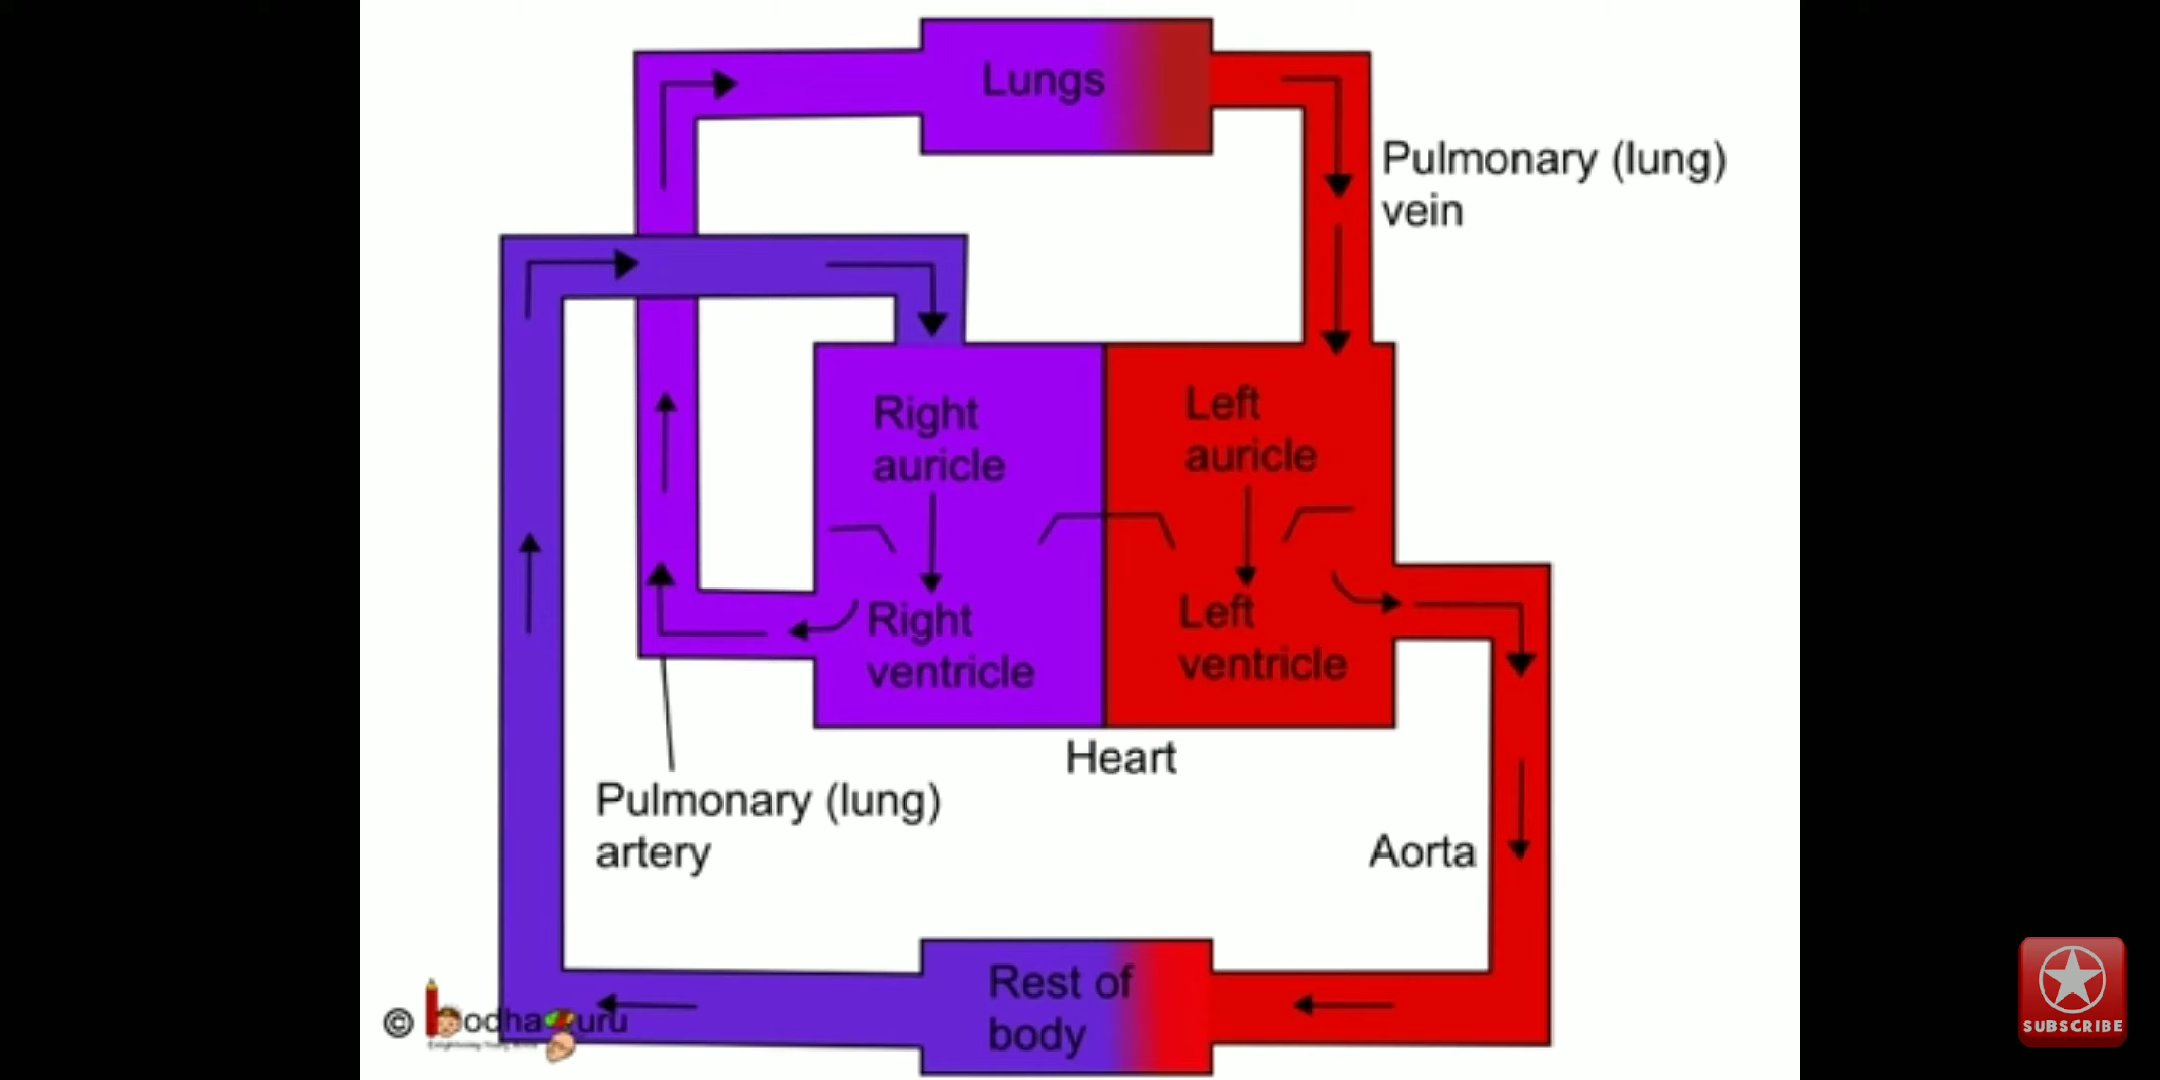 Lungs
Pulmonary (lung)
vein
Right
auricle
Left
auricle
Right
ventricle
Left
ventricle
Heart
Pulmonary (lung)
artery
Aorta
Rest of
body
© bodhaguru
SUBSCRIBE